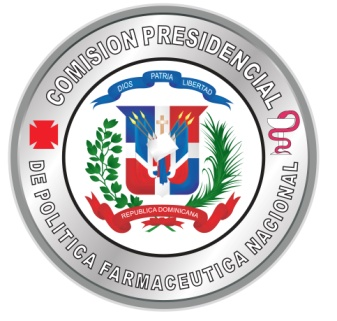 COMISION PRESIDENCIAL
DIOS PATRIA LIBERTAD
REPUBLICA DOMINICANA
DE POLITICA FARMACEUTICA NACIONAL